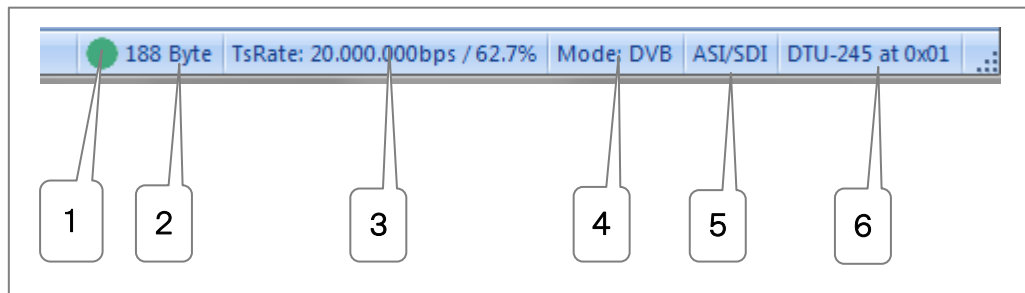 188 Byte TsRate: 20.000.000bps / 62.7% Mode: DVB ASI/SDI DTU-245 at 0x01
1 2 3 4 5 6